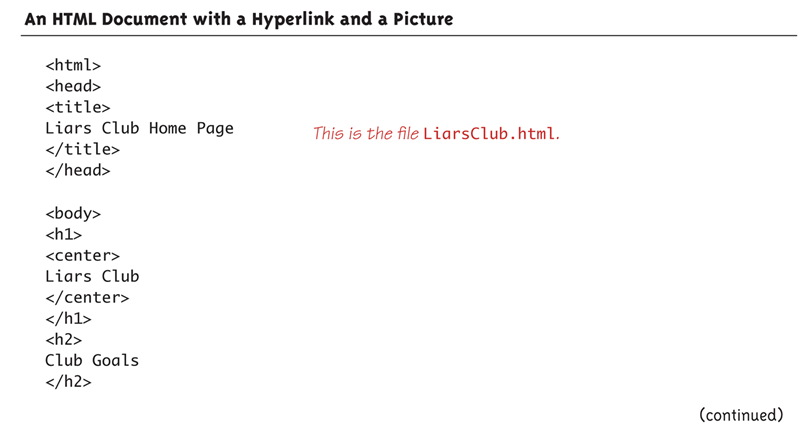 An HTML Document with a Hyperlink and a Picture
<html>
<head>
<title>
Liars Club Home Page
This is the file LiarsClub.html.
</title>
</head>
<body>
<h1>
<center>
Liars Club
</center>
</h1>
<h2>
Club Goals
</h2>
(continued)